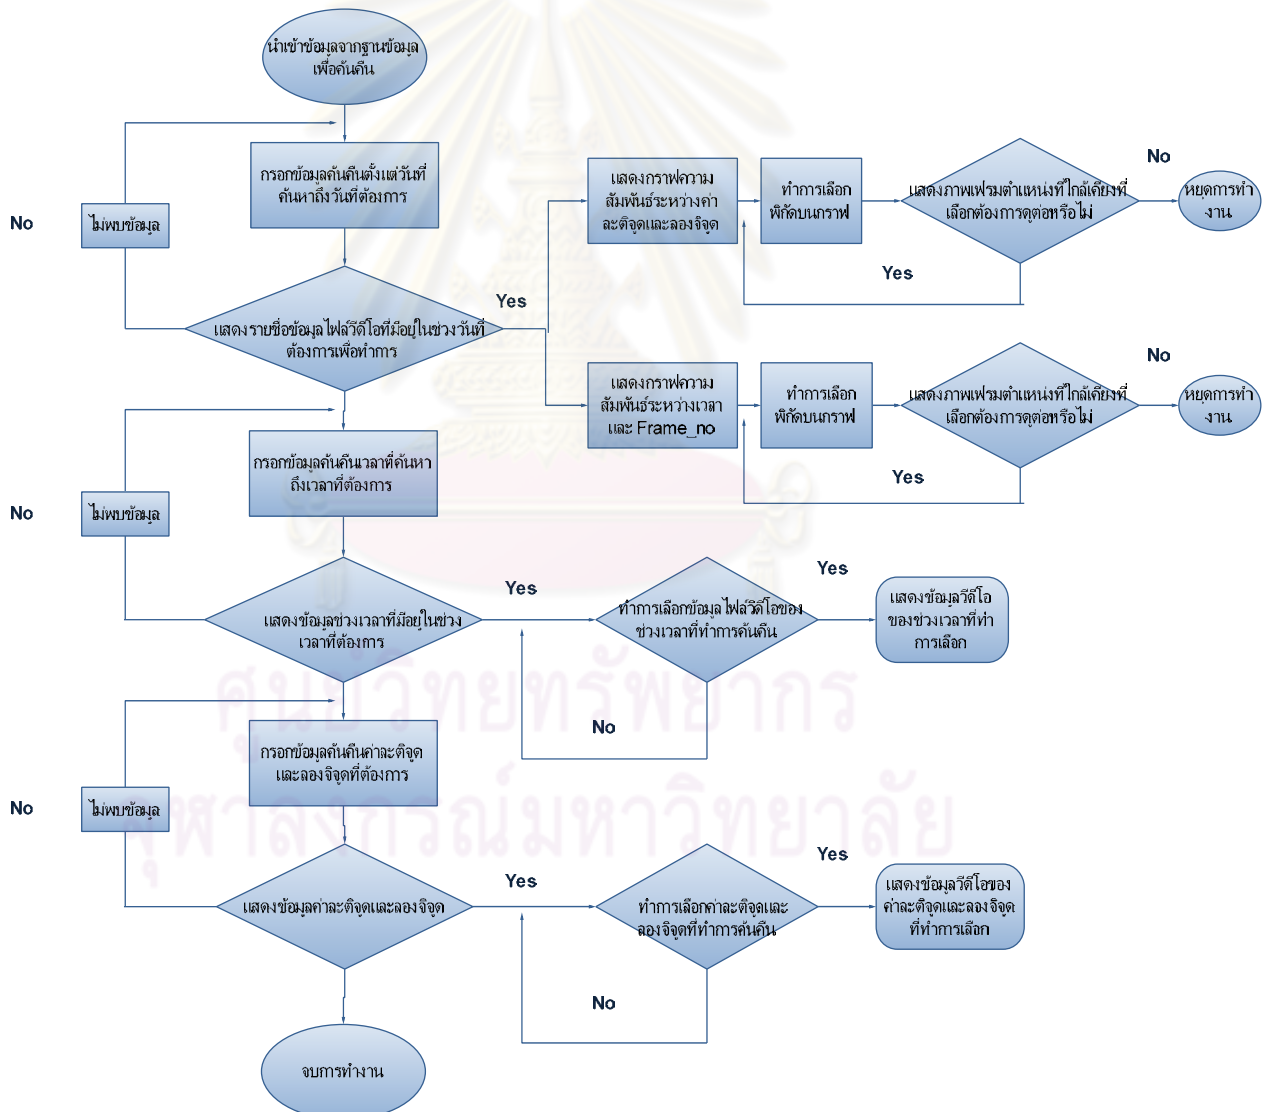 นำเข้าข้อมูลจากฐานข้อมูล
เพื่อค้นคืน
กรอกข้อมูลค้นคืนตั้งแต่วันที่
ค้นหาถึงวันที่ต้องการ
No
ไม่พบข้อมูล
แสดงรายชื่อข้อมูลไฟล์วีดีโอที่มีอยู่ในช่วงวันที่
ต้องการเพื่อทำการ
Yes
แสดงกราฟความ
สัมพันธ์ระหว่างค่า
ละติจูดและลองจิจูด
ทำการเลือก
พิกัดบนกราฟ
แสดงภาพเฟรมตำแหน่งที่ใกล้เคียงที่
เลือกต้องการดูต่อหรือไม่
No
หยุดการทำ
งาน
Yes
แสดงกราฟความ
สัมพันธ์ระหว่างเวลา
และ Frame_no
ทำการเลือก
พิกัดบนกราฟ
แสดงภาพเฟรมตำแหน่งที่ใกล้เคียงที่
เลือกต้องการดูต่อหรือไม่
No
หยุดการทำ
งาน
Yes
กรอกข้อมูลค้นคืนเวลาที่ค้นหา
ถึงเวลาที่ต้องการ
No
ไม่พบข้อมูล
แสดงข้อมูลช่วงเวลาที่มีอยู่ในช่วง
เวลาที่ต้องการ
Yes
ทำการเลือกข้อมูลไฟล์วิดีโอของ
ช่วงเวลาที่ทำการค้นคืน
Yes
แสดงข้อมูลวีดีโอ
ของช่วงเวลาที่ทำ
การเลือก
No
ศูนย์วิทยทรัพยากร
จุฬาลงกรณ์มหาวิทยาลัย
กรอกข้อมูลค้นคืนค่าละติจูด
และลองจิจูดที่ต้องการ
No
ไม่พบข้อมูล
แสดงข้อมูลค่าละติจูดและลองจิจูด
Yes
ทำการเลือกค่าละติจูดและ
ลองจิจูดที่ทำการค้นคืน
Yes
แสดงข้อมูลวีดีโอของ
ค่าละติจูดและลองจิจูด
ที่ทำการเลือก
No
จบการทำงาน